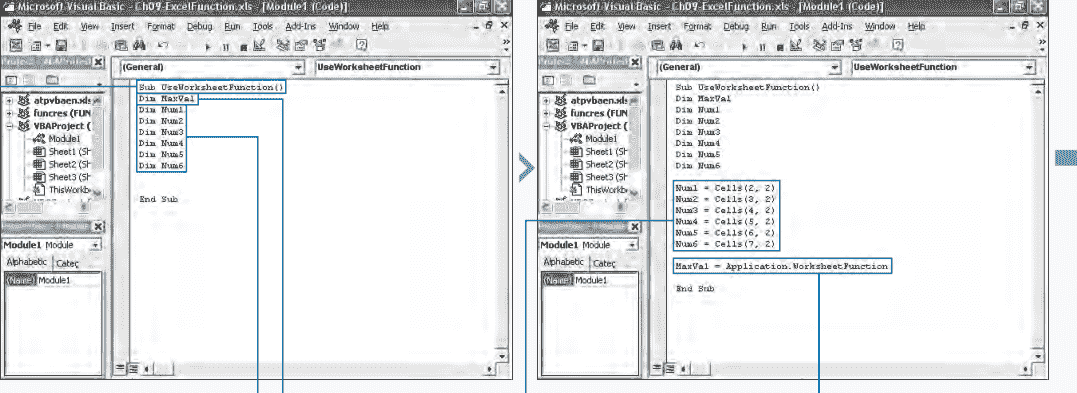 Microsoft Visual Basic - Ch09-ExcelFunction.xls - [Module1 (Code)]
File Edit View Insert Format Debug Run Tools Add-Ins Window Help
(General) UseWorksheetFunction
atpvbaen.xls
funcres (FUN
VBAProject (
Module1
Sheet1 (Sh
Sheet2 (Sh
Sheet3 (Sh
ThisWorkb
Module1 Module
Alphabetic Categ
(Name) Module1
Sub UseWorksheetFunction()
Dim MaxVal
Dim Num1
Dim Num2
Dim Num3
Dim Num4
Dim Num5
Dim Num6
End Sub
Microsoft Visual Basic - Ch09-ExcelFunction.xls - [Module1 (Code)]
File Edit View Insert Format Debug Run Tools Add-Ins Window Help
(General) UseWorksheetFunction
atpvbaen.xls
funcres (FUN
VBAProject (
Module1
Sheet1 (Sh
Sheet2 (Sh
Sheet3 (Sh
ThisWorkb
Module1 Module
Alphabetic Categ
(Name) Module1
Sub UseWorksheetFunction()
Dim MaxVal
Dim Num1
Dim Num2
Dim Num3
Dim Num4
Dim Num5
Dim Num6
Num1 = Cells(2, 2)
Num2 = Cells(3, 2)
Num3 = Cells(4, 2)
Num4 = Cells(5, 2)
Num5 = Cells(6, 2)
Num6 = Cells(7, 2)
MaxVal = Application.WorksheetFunction
End Sub